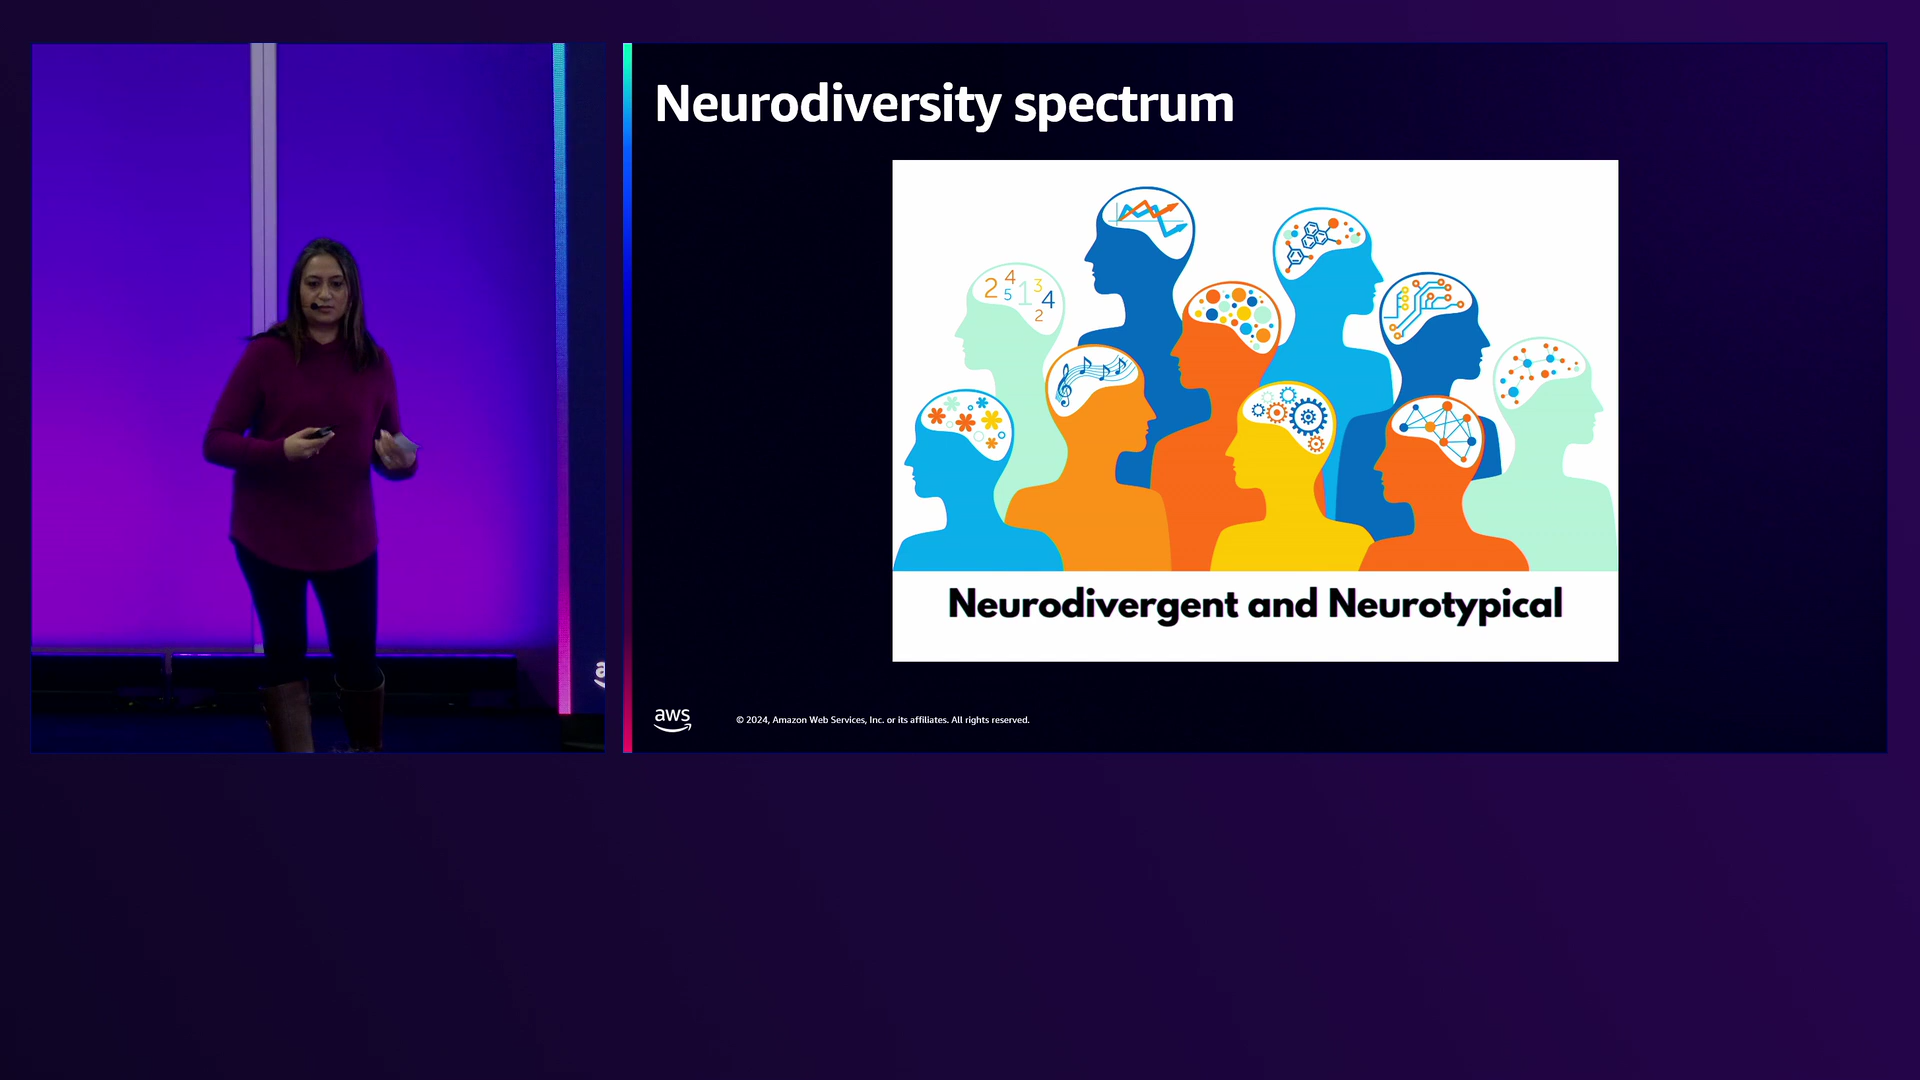 Neurodiversity spectrum
2 4 5 1 3 4 2
Neurodivergent and Neurotypical
aws
© 2024, Amazon Web Services, Inc. or its affiliates. All rights reserved.
a